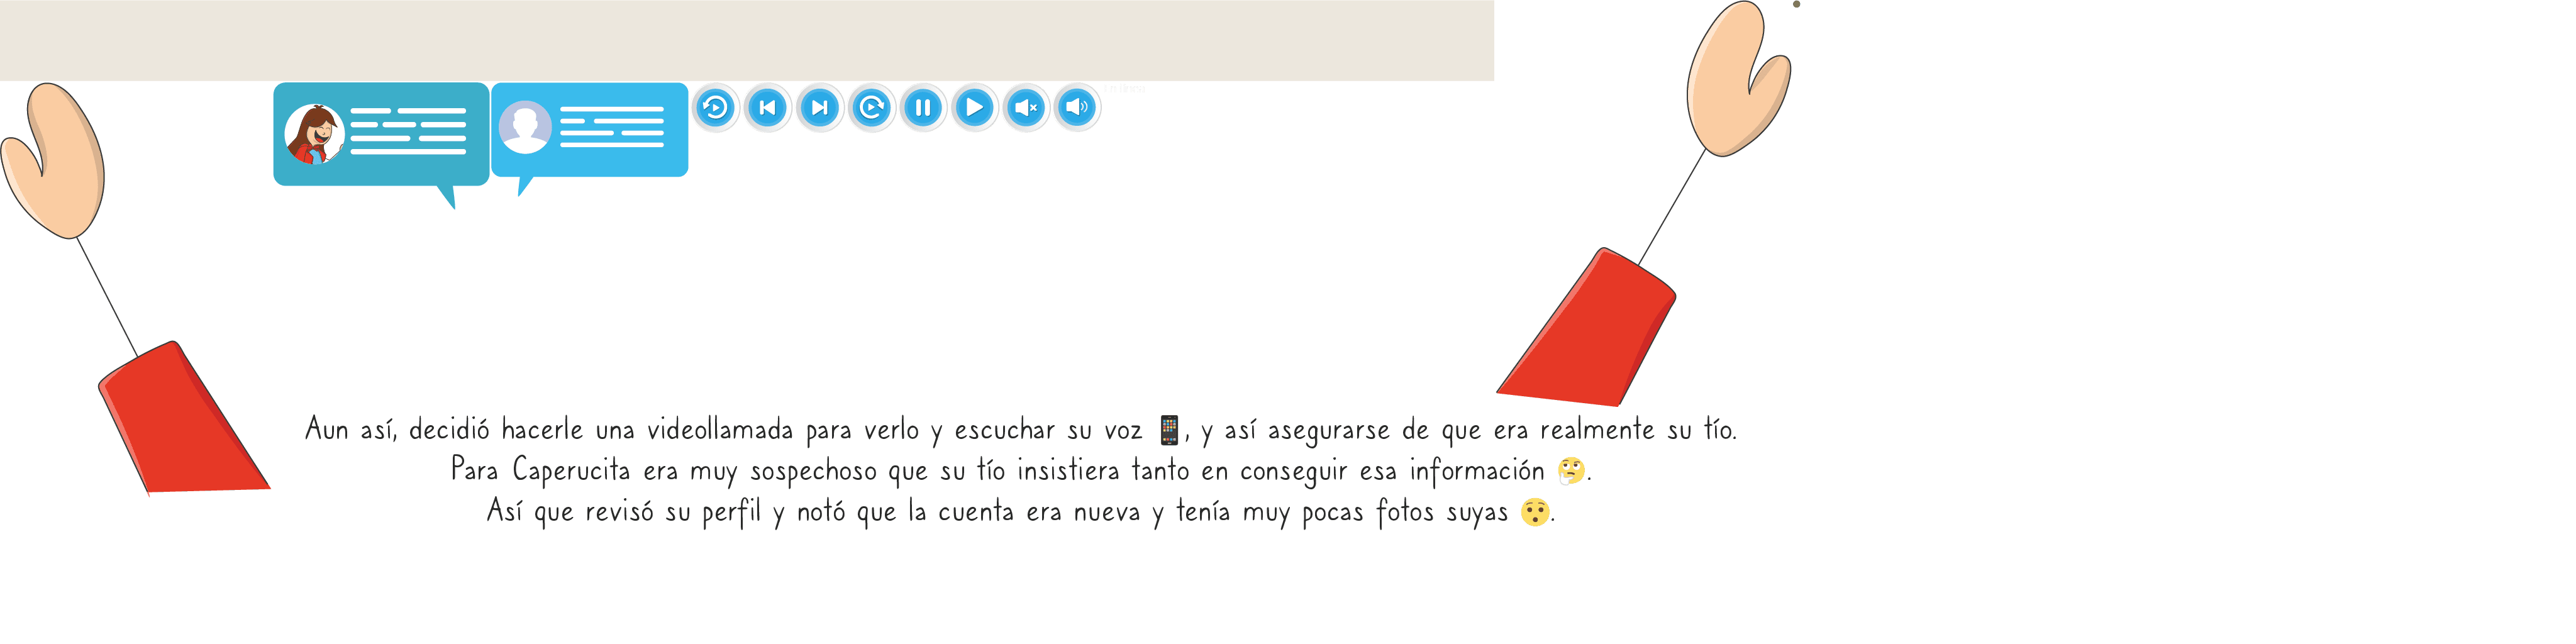 Aun así, decidió hacerle una videollamada para verlo y escuchar su voz 📱, y así asegurarse de que era realmente su tío.
Para Caperucita era muy sospechoso que su tío insistiera tanto en conseguir esa información 🤔.
Así que revisó su perfil y notó que la cuenta era nueva y tenía muy pocas fotos suyas 😯.